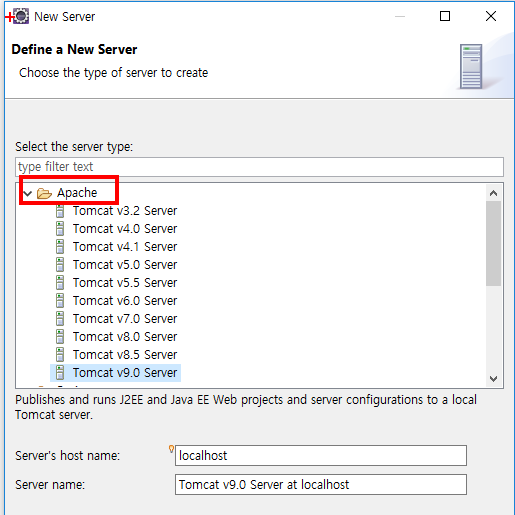 New Server
Define a New Server
Choose the type of server to create
Select the server type:
type filter text
Apache
Tomcat v3.2 Server
Tomcat v4.0 Server
Tomcat v4.1 Server
Tomcat v5.0 Server
Tomcat v5.5 Server
Tomcat v6.0 Server
Tomcat v7.0 Server
Tomcat v8.0 Server
Tomcat v8.5 Server
Tomcat v9.0 Server
Publishes and runs J2EE and Java EE Web projects and server configurations to a local
Tomcat server.
Server's host name: localhost
Server name: Tomcat v9.0 Server at localhost